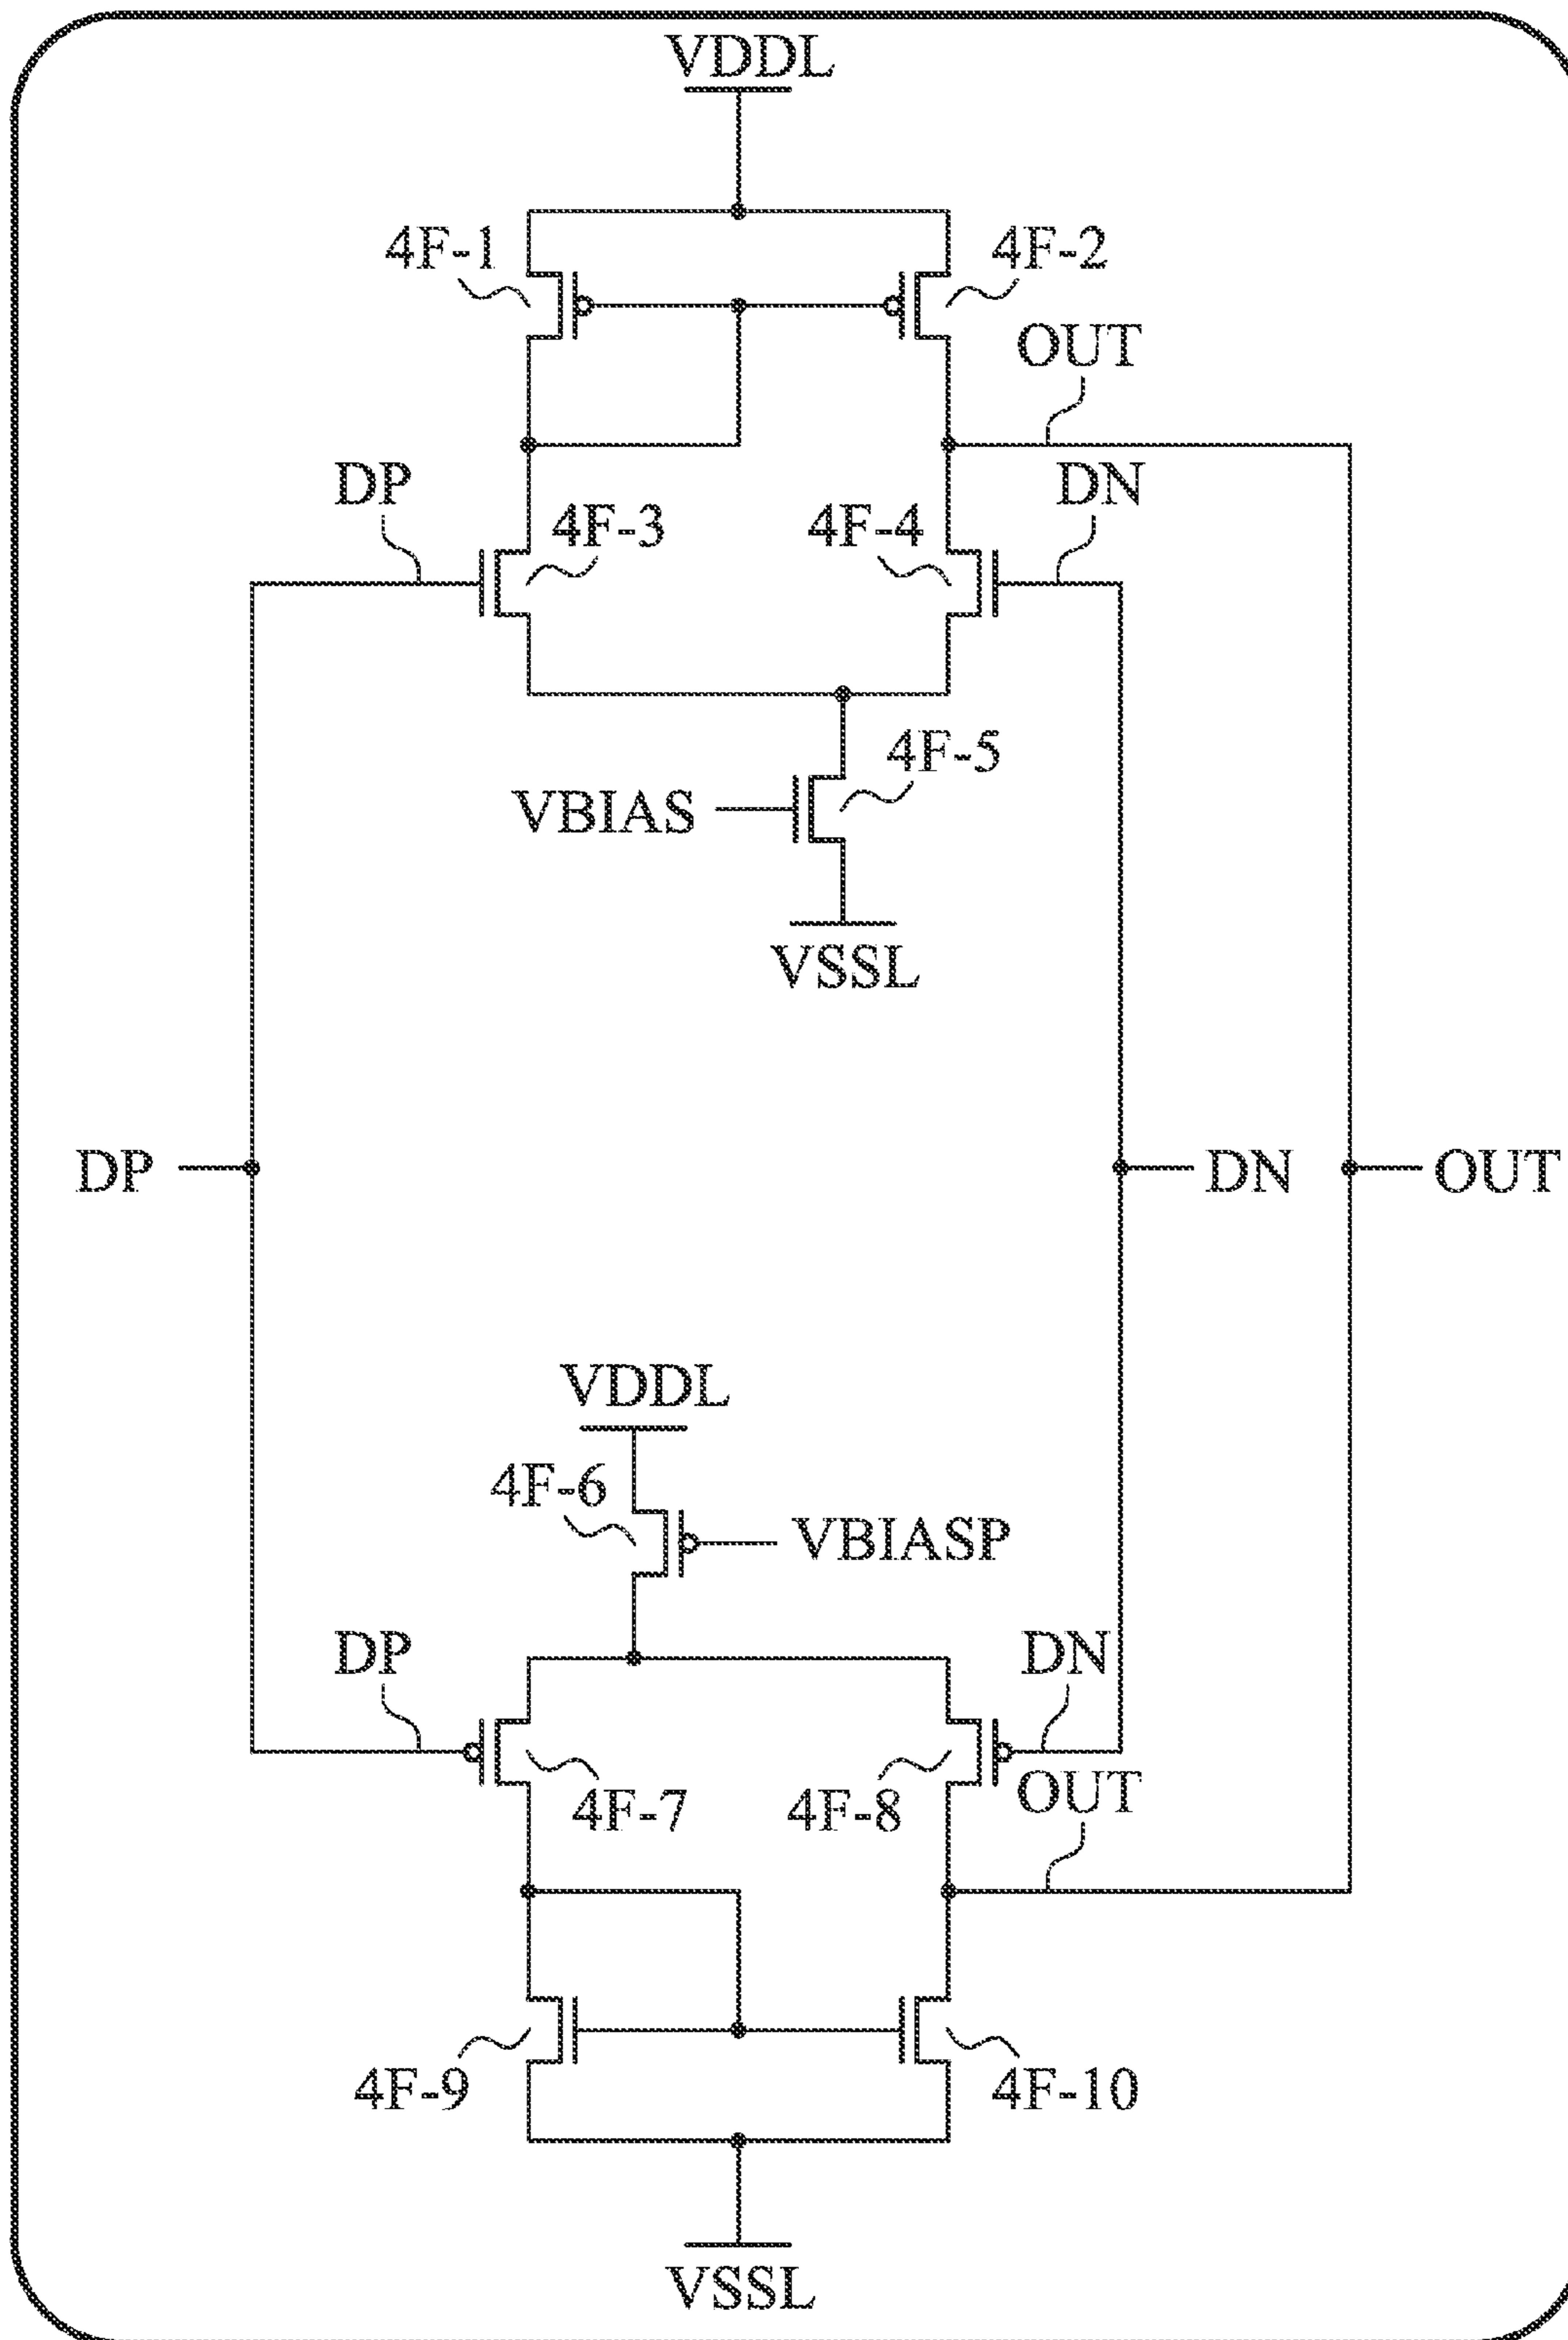 VDDL
4F-1
4F-2
OUT
DP
4F-3
4F-4
DN
4F-5
VBIAS
VSSL
DP
DN
OUT
VDDL
4F-6
VBIASP
DP
DN
4F-7
4F-8
OUT
4F-9
4F-10
VSSL